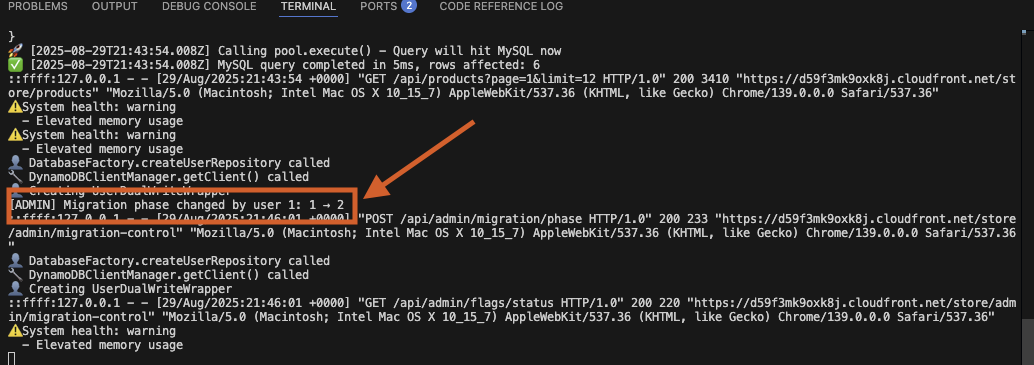 PROBLEMS OUTPUT DEBUG CONSOLE TERMINAL PORTS 2 CODE REFERENCE LOG
}
🚀 [2025-08-29T21:43:54.008Z] Calling pool.execute() - Query will hit MySQL now
✅ [2025-08-29T21:43:54.008Z] MySQL query completed in 5ms, rows affected: 6
::ffff:127.0.0.1 - - [29/Aug/2025:21:43:54 +0000] "GET /api/products?page=1&limit=12 HTTP/1.0" 200 3410 "https://d59f3mk9oxk8j.cloudfront.net/st
ore/products" "Mozilla/5.0 (Macintosh; Intel Mac OS X 10_15_7) AppleWebKit/537.36 (KHTML, like Gecko) Chrome/139.0.0.0 Safari/537.36"
⚠️System health: warning
- Elevated memory usage
⚠️System health: warning
- Elevated memory usage
👤 DatabaseFactory.createUserRepository called
🔧 DynamoDBClientManager.getClient() called
👤 Creating UserDualWriteWrapper
[ADMIN] Migration phase changed by user 1: 1 → 2
::ffff:127.0.0.1 - - [29/Aug/2025:21:46:01 +0000] "POST /api/admin/migration/phase HTTP/1.0" 200 233 "https://d59f3mk9oxk8j.cloudfront.net/store
/admin/migration-control" "Mozilla/5.0 (Macintosh; Intel Mac OS X 10_15_7) AppleWebKit/537.36 (KHTML, like Gecko) Chrome/139.0.0.0 Safari/537.36
"
👤 DatabaseFactory.createUserRepository called
🔧 DynamoDBClientManager.getClient() called
👤 Creating UserDualWriteWrapper
::ffff:127.0.0.1 - - [29/Aug/2025:21:46:01 +0000] "GET /api/admin/flags/status HTTP/1.0" 200 220 "https://d59f3mk9oxk8j.cloudfront.net/store/adm
in/migration-control" "Mozilla/5.0 (Macintosh; Intel Mac OS X 10_15_7) AppleWebKit/537.36 (KHTML, like Gecko) Chrome/139.0.0.0 Safari/537.36"
⚠️System health: warning
- Elevated memory usage